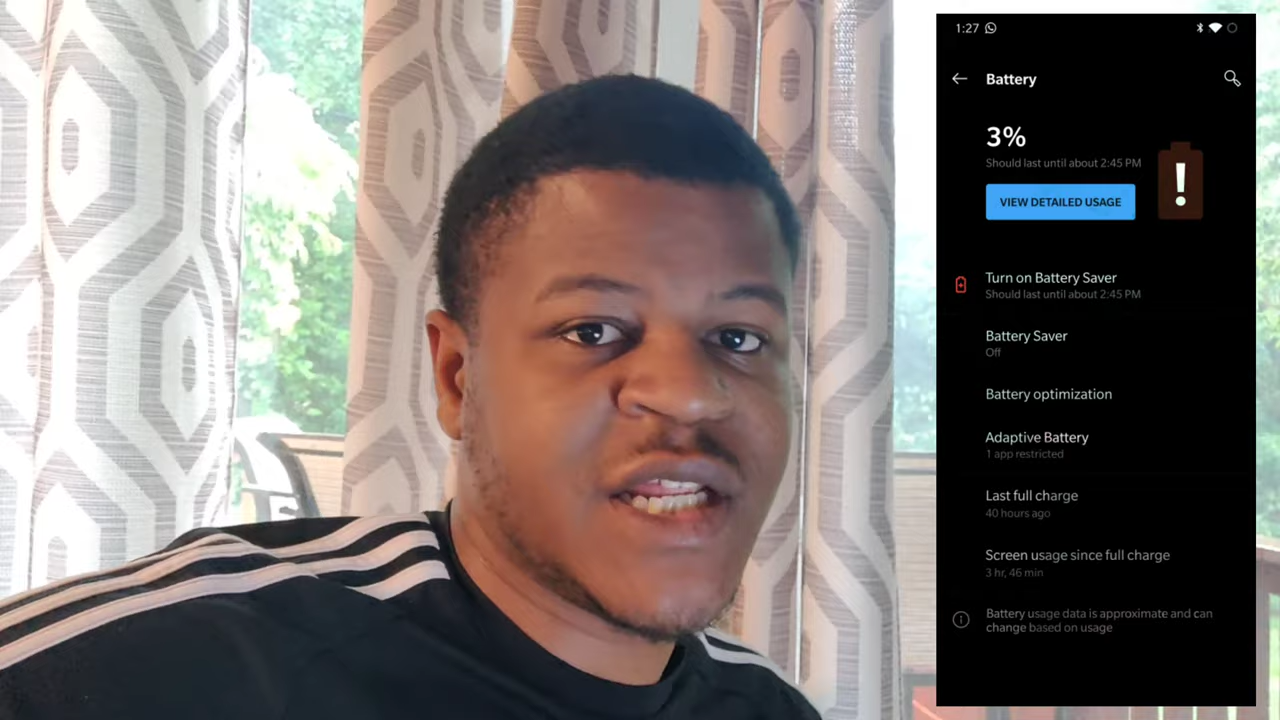 1:27
Battery
3%
Should last until about 2:45 PM
VIEW DETAILED USAGE
Turn on Battery Saver
Should last until about 2:45 PM
Battery Saver
Off
Battery optimization
Adaptive Battery
1 app restricted
Last full charge
40 hours ago
Screen usage since full charge
3 hr, 46 min
Battery usage data is approximate and can
change based on usage